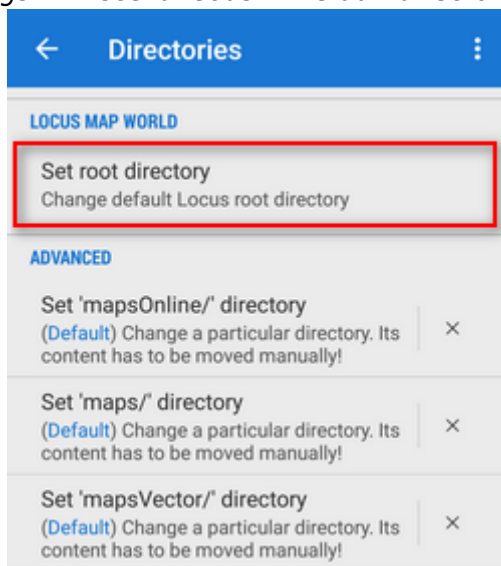 Directories
LOCUS MAP WORLD
Set root directory
Change default Locus root directory
ADVANCED
Set 'mapsOnline/' directory
(Default) Change a particular directory. Its
content has to be moved manually!
Set 'maps/' directory
(Default) Change a particular directory. Its
content has to be moved manually!
Set 'mapsVector/' directory
(Default) Change a particular directory. Its
content has to be moved manually!